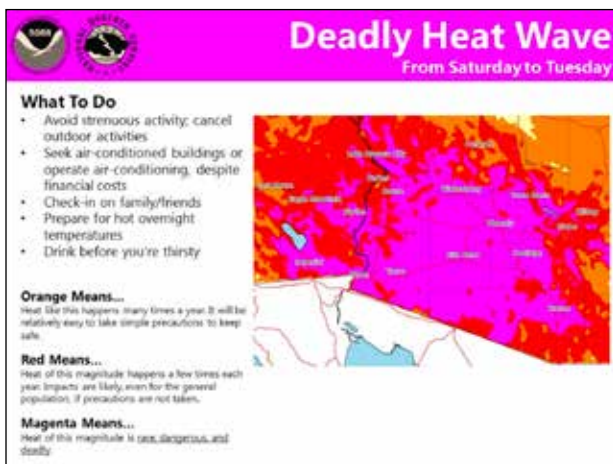 Deadly Heat Wave
From Saturday to Tuesday
What To Do
• Avoid strenuous activity; cancel
outdoor activities
• Seek air-conditioned buildings or
operate air-conditioning, despite
financial costs
• Check-in on family/friends
• Prepare for hot overnight
temperatures
• Drink before you're thirsty
Orange Means...
Heat like this happens many times a year. It will be
relatively easy to take simple precautions to keep
safe.
Red Means...
Heat of this magnitude happens a few times each
year. Impacts are likely, even for the general
population, if precautions are not taken.
Magenta Means...
Heat of this magnitude is rare, dangerous, and
deadly.